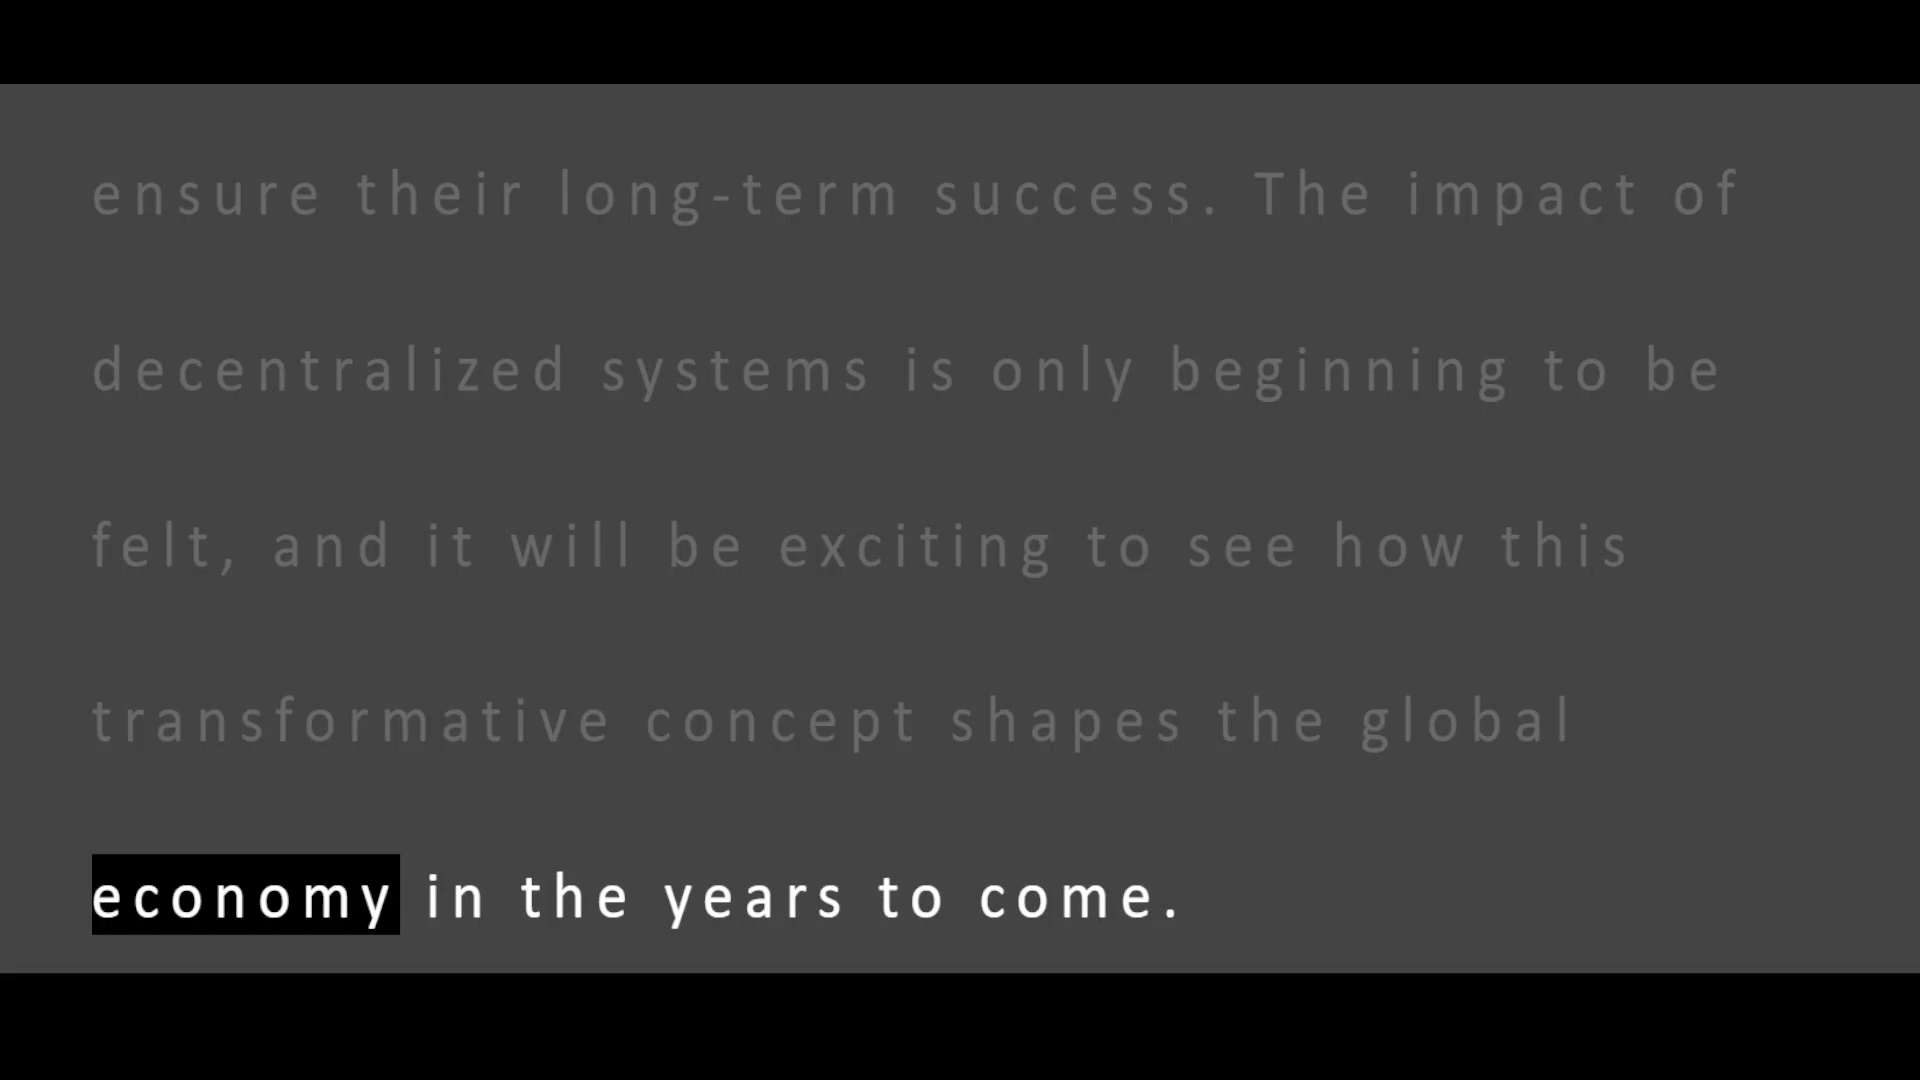 ensure their long-term success. The impact of
decentralized systems is only beginning to be
felt, and it will be exciting to see how this
transformative concept shapes the global
economy in the years to come.